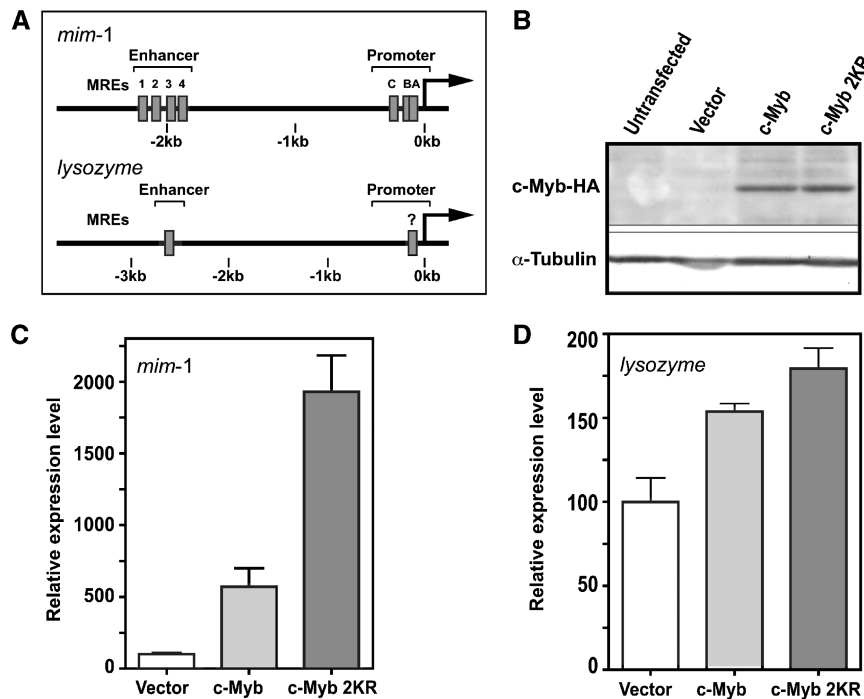 A
mim-1
Enhancer Promoter
MREs 1 2 3 4 C BA
-2kb -1kb 0kb
lysozyme
Enhancer Promoter
MREs ?
-3kb -2kb -1kb 0kb
B
Untransfected Vector c-Myb c-Myb 2KR
c-Myb-HA
α-Tubulin
C
mim-1
Relative expression level
2000
1500
1000
500
0
Vector c-Myb c-Myb 2KR
D
lysozyme
Relative expression level
200
150
100
50
0
Vector c-Myb c-Myb 2KR